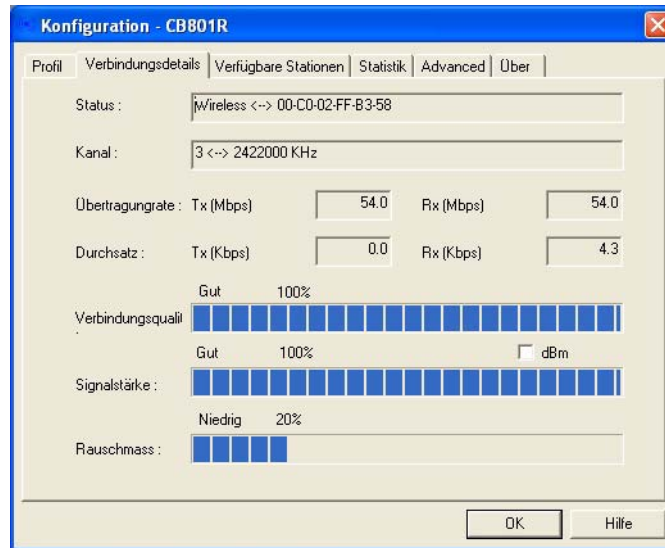 Konfiguration - CB801R
Profil Verbindungsdetails Verfügbare Stationen Statistik Advanced Über
Status : iWireless <--> 00-C0-02-FF-B3-58
Kanal : 3 <--> 2422000 KHz
Übertragungrate : Tx (Mbps) 54.0 Rx (Mbps) 54.0
Durchsatz : Tx (Kbps) 0.0 Rx (Kbps) 4.3
Gut 100%
Verbindungsqualit
:
Gut 100% dBm
Signalstärke :
Niedrig 20%
Rauschmass :
OK Hilfe